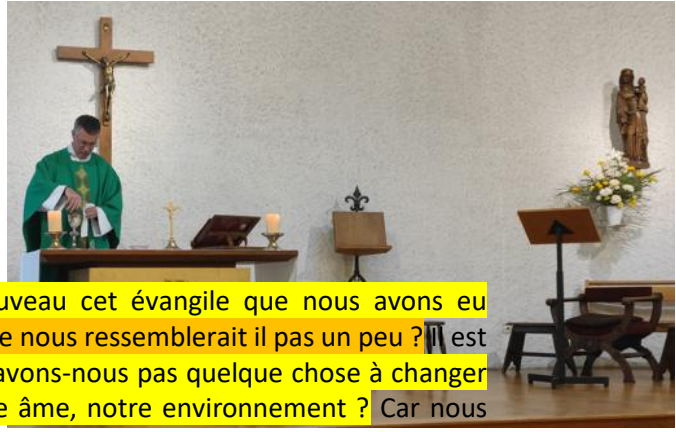 uveau cet évangile que nous avons eu
e nous ressemblerait il pas un peu ? Il est
avons-nous pas quelque chose à changer
e âme, notre environnement ? Car nous